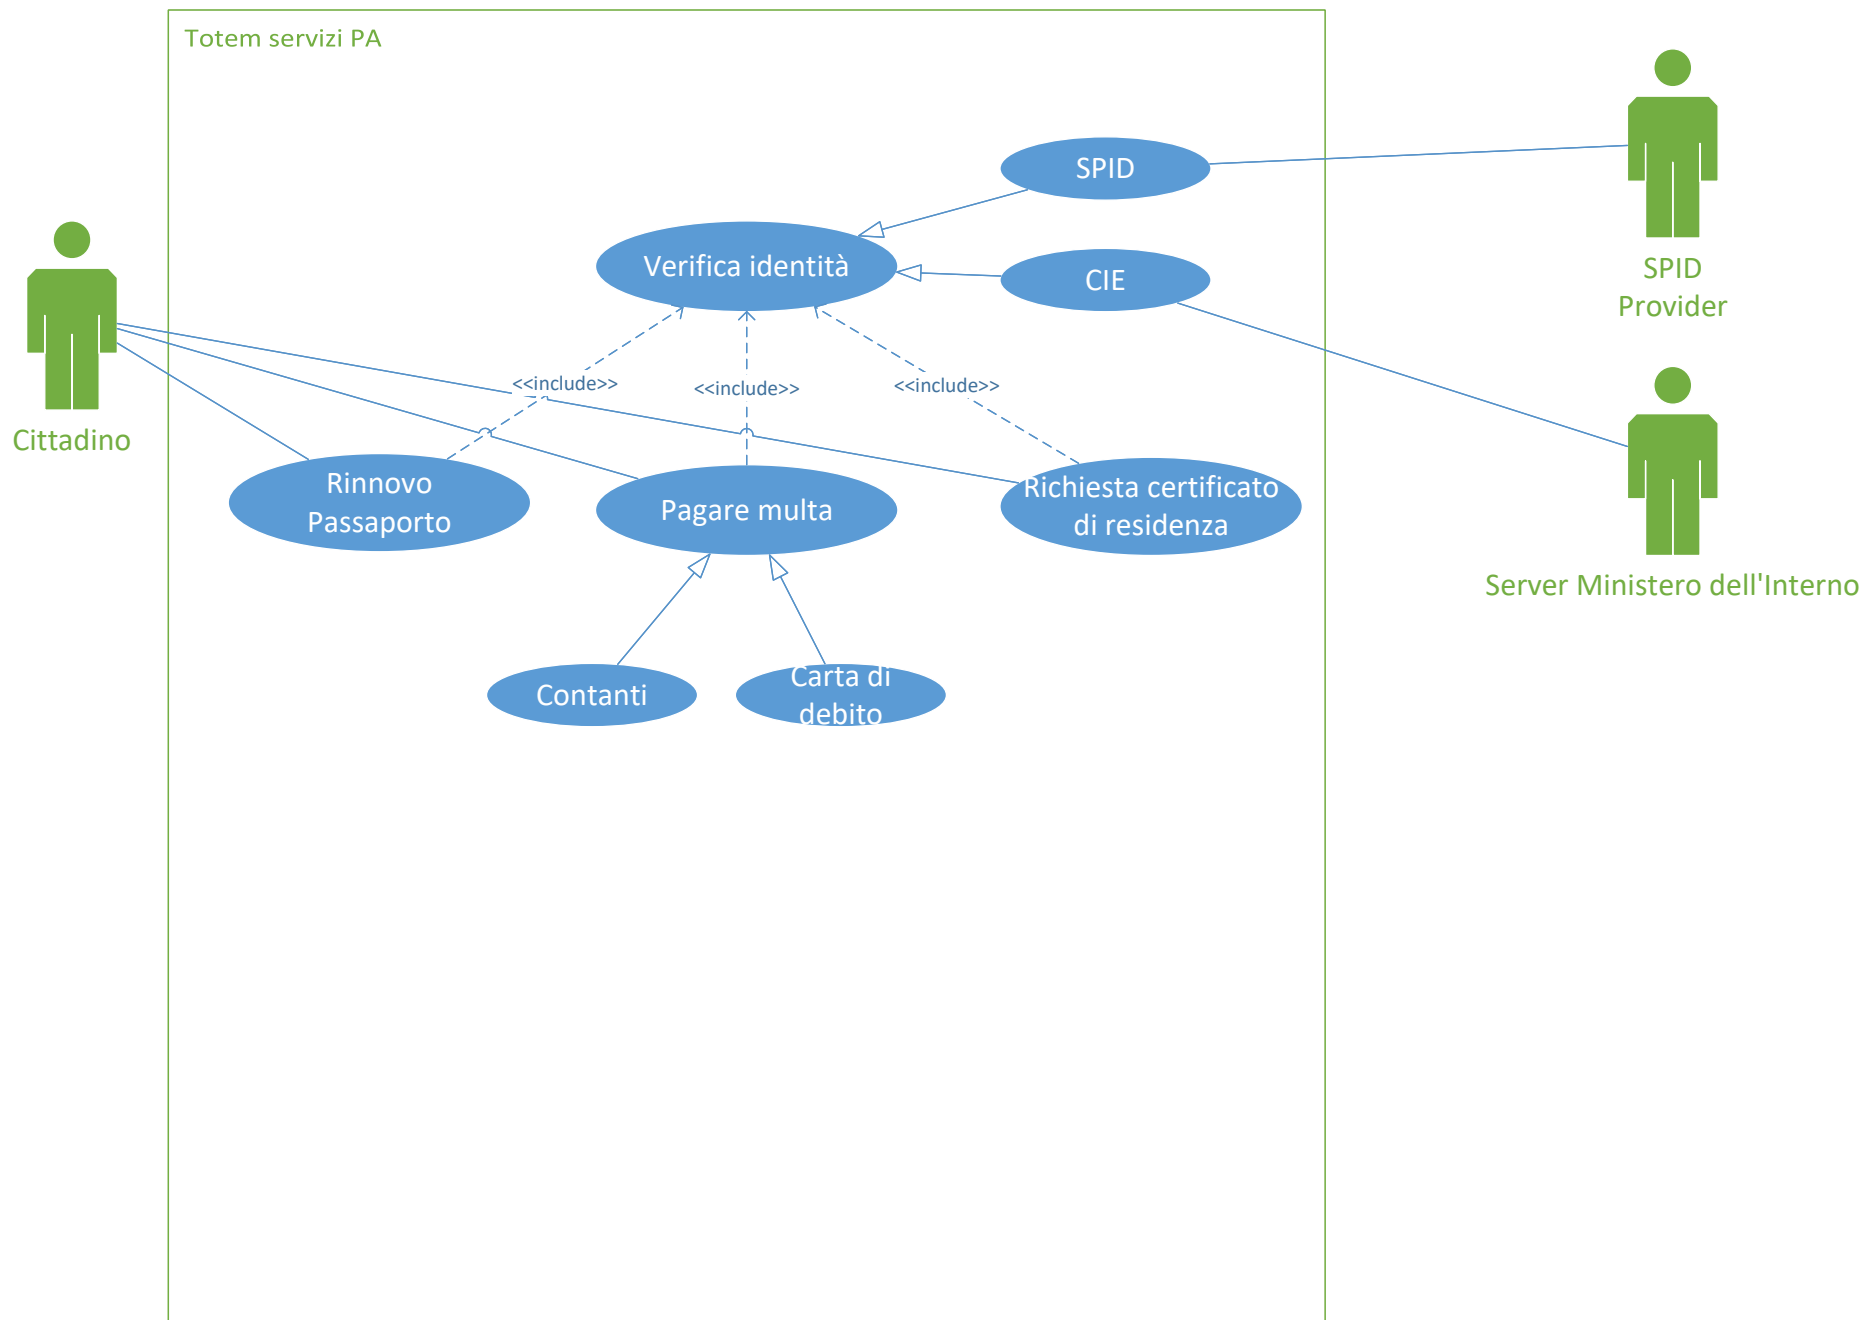 Totem servizi PA
SPID
Verifica identità
CIE
SPID
Provider
Cittadino
<<include>>
<<include>>
<<include>>
Rinnovo
Passaporto
Pagare multa
Richiesta certificato
di residenza
Server Ministero dell'Interno
Contanti
Carta di
debito